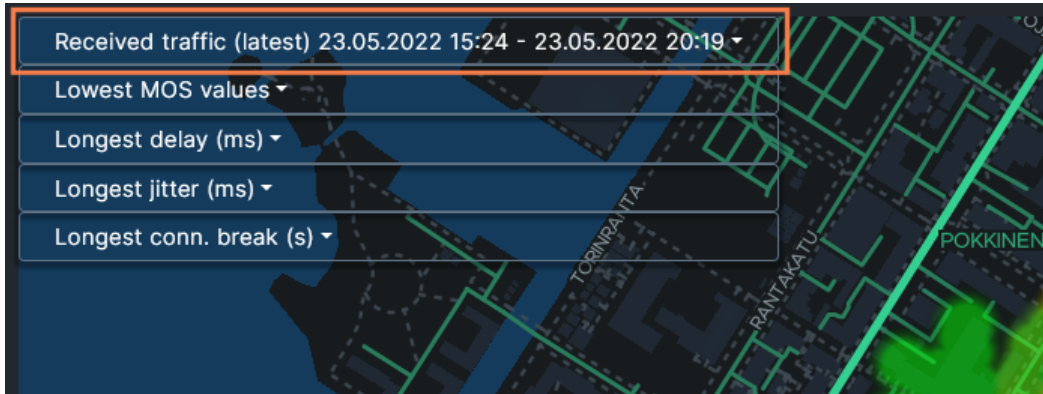 Received traffic (latest) 23.05.2022 15:24 - 23.05.2022 20:19
Lowest MOS values
Longest delay (ms)
Longest jitter (ms)
Longest conn. break (s)
TORINRANTA
RANTAKATU
POKKINEN